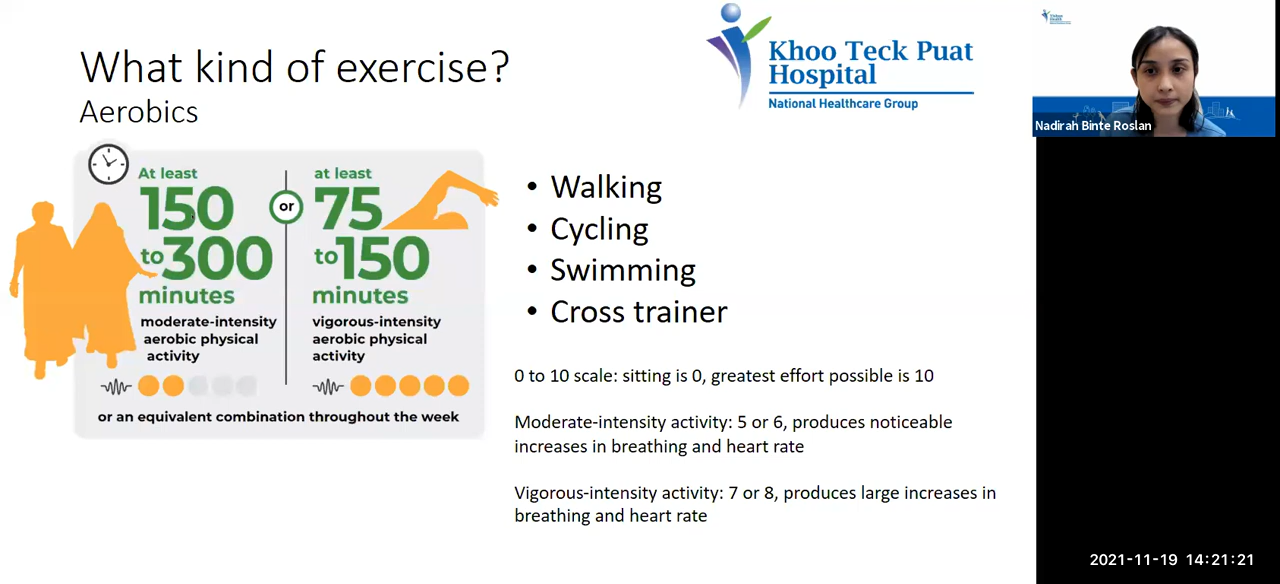 What kind of exercise?
Aerobics
Khoo Teck Puat
Hospital
National Healthcare Group
Nadirah Binte Roslan
At least
150
to300
minutes
moderate-intensity
aerobic physical
activity
or
at least
75
to150
minutes
vigorous-intensity
aerobic physical
activity
or an equivalent combination throughout the week
• Walking
• Cycling
• Swimming
• Cross trainer
0 to 10 scale: sitting is 0, greatest effort possible is 10
Moderate-intensity activity: 5 or 6, produces noticeable
increases in breathing and heart rate
Vigorous-intensity activity: 7 or 8, produces large increases in
breathing and heart rate
2021-11-19 14:21:21